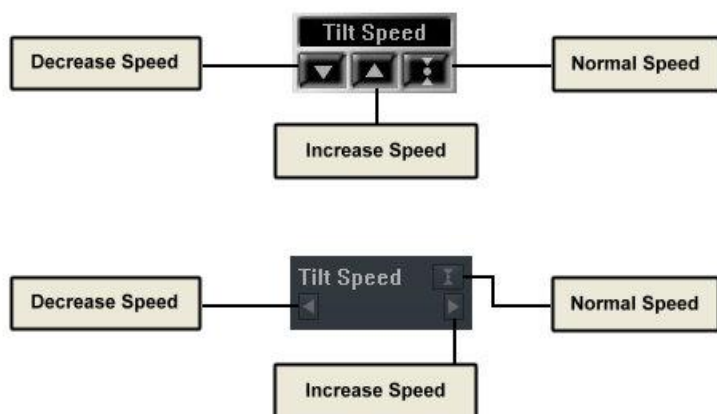 Tilt Speed
Decrease Speed
Normal Speed
Increase Speed
Tilt Speed
Decrease Speed
Normal Speed
Increase Speed